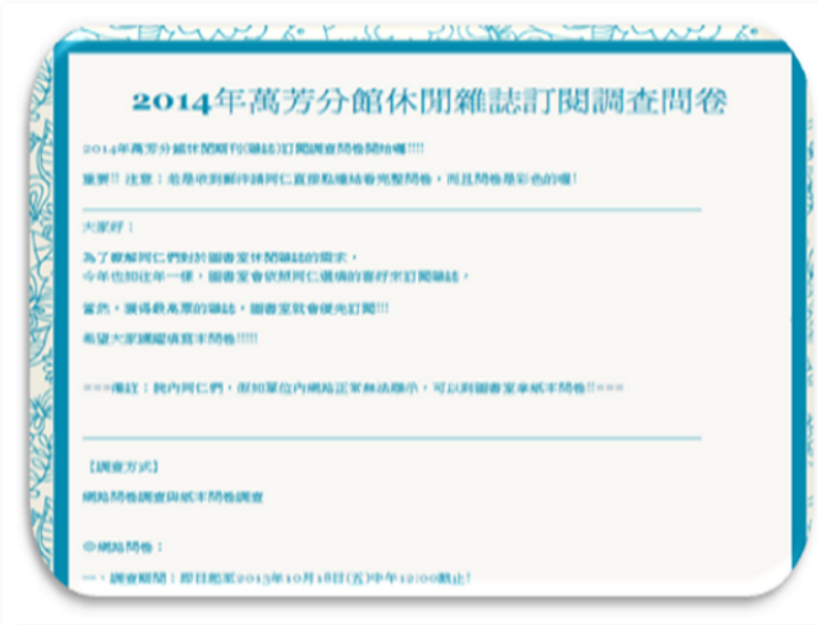 2014年萬芳分館休閒雜誌訂閱調查問卷
2014年萬芳分館休閒期刊(雜誌)訂閱調查問卷開始囉!!!!
重要!! 注意：若是收到郵件請同仁直接點連結看完整問卷，而且問卷是彩色的喔!
大家好：
為了瞭解同仁們對於圖書室休閒雜誌的需求，
今年也如往年一樣，圖書室會依照同仁選填的喜好來訂閱雜誌，
當然，獲得最高票的雜誌，圖書室就會優先訂閱!!!
希望大家踴躍填寫本問卷!!!!!
===備註：院內同仁們，假如單位內網路正常無法顯示，可以到圖書室拿紙本問卷!!===
【調查方式】
網路問卷調查與紙本問卷調查
◎網路問卷：
一、調查期間：即日起至2013年10月18日(五)中午12:00截止!